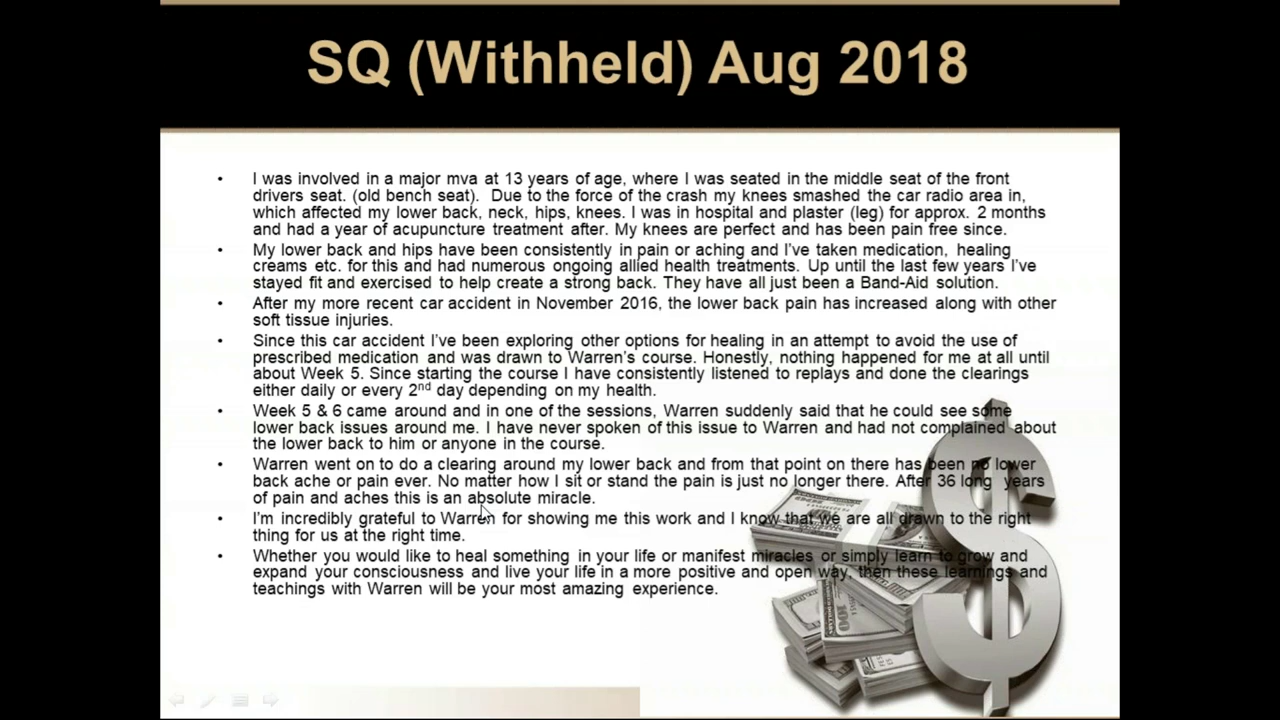 SQ (Withheld) Aug 2018
• I was involved in a major mva at 13 years of age, where I was seated in the middle seat of the front
drivers seat. (old bench seat). Due to the force of the crash my knees smashed the car radio area in,
which affected my lower back, neck, hips, knees. I was in hospital and plaster (leg) for approx. 2 months
and had a year of acupuncture treatment after. My knees are perfect and has been pain free since.
• My lower back and hips have been consistently in pain or aching and I've taken medication, healing
creams etc. for this and had numerous ongoing allied health treatments. Up until the last few years I've
stayed fit and exercised to help create a strong back. They have all just been a Band-Aid solution.
• After my more recent car accident in November 2016, the lower back pain has increased along with other
soft tissue injuries.
• Since this car accident I've been exploring other options for healing in an attempt to avoid the use of
prescribed medication and was drawn to Warren's course. Honestly, nothing happened for me at all until
about Week 5. Since starting the course I have consistently listened to replays and done the clearings
either daily or every 2nd day depending on my health.
• Week 5 & 6 came around and in one of the sessions, Warren suddenly said that he could see some
lower back issues around me. I have never spoken of this issue to Warren and had not complained about
the lower back to him or anyone in the course.
• Warren went on to do a clearing around my lower back and from that point on there has been no lower
back ache or pain ever. No matter how I sit or stand the pain is just no longer there. After 36 long years
of pain and aches this is an absolute miracle.
• I'm incredibly grateful to Warren for showing me this work and I know that we are all drawn to the right
thing for us at the right time.
• Whether you would like to heal something in your life or manifest miracles or simply learn to grow and
expand your consciousness and live your life in a more positive and open way, then these learnings and
teachings with Warren will be your most amazing experience.